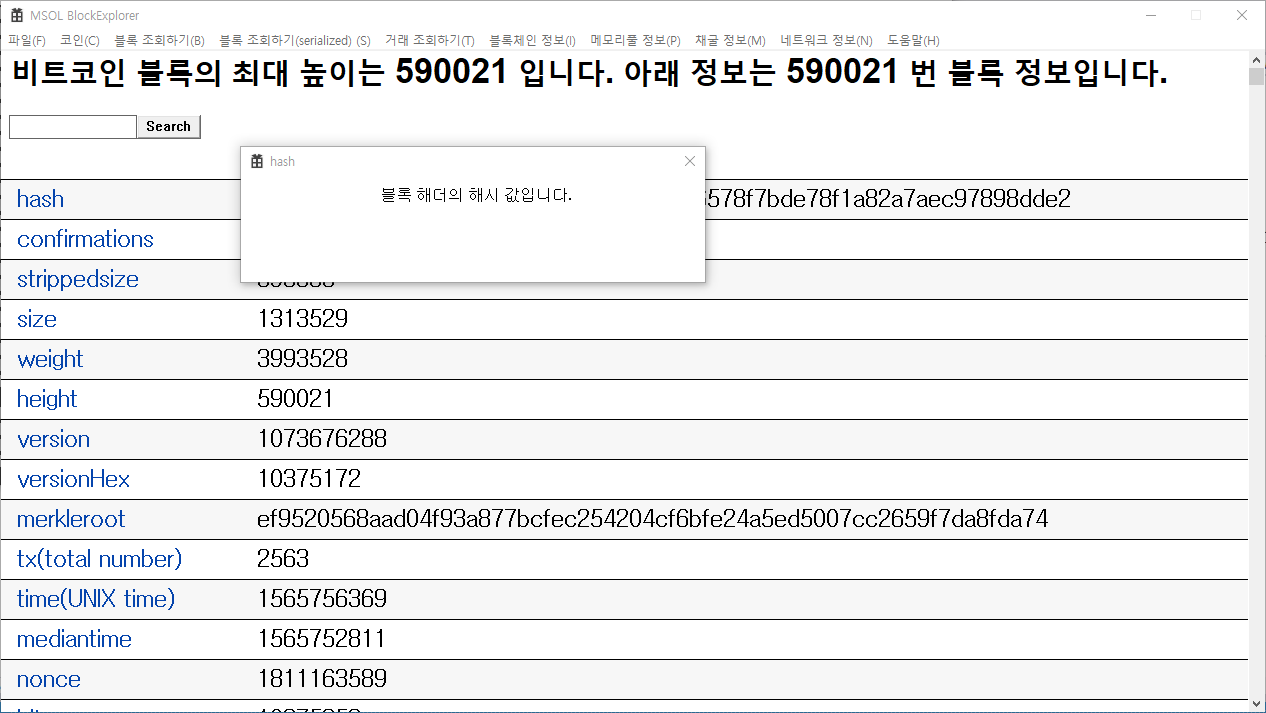 MSOL BlockExplorer
파일(F) 코인(C) 블록 조회하기(B) 블록 조회하기(serialized) (S) 거래 조회하기(T) 블록체인 정보(I) 메모리풀 정보(P) 채굴 정보(M) 네트워크 정보(N) 도움말(H)
비트코인 블록의 최대 높이는 590021 입니다. 아래 정보는 590021 번 블록 정보입니다.
Search
hash
블록 해더의 해시 값입니다.
hash 578f7bde78f1a82a7aec97898dde2
confirmations
strippedsize
size 1313529
weight 3993528
height 590021
version 1073676288
versionHex 10375172
merkleroot ef9520568aad04f93a877bcfec254204cf6bfe24a5ed5007cc2659f7da8fda74
tx(total number) 2563
time(UNIX time) 1565756369
mediantime 1565752811
nonce 1811163589